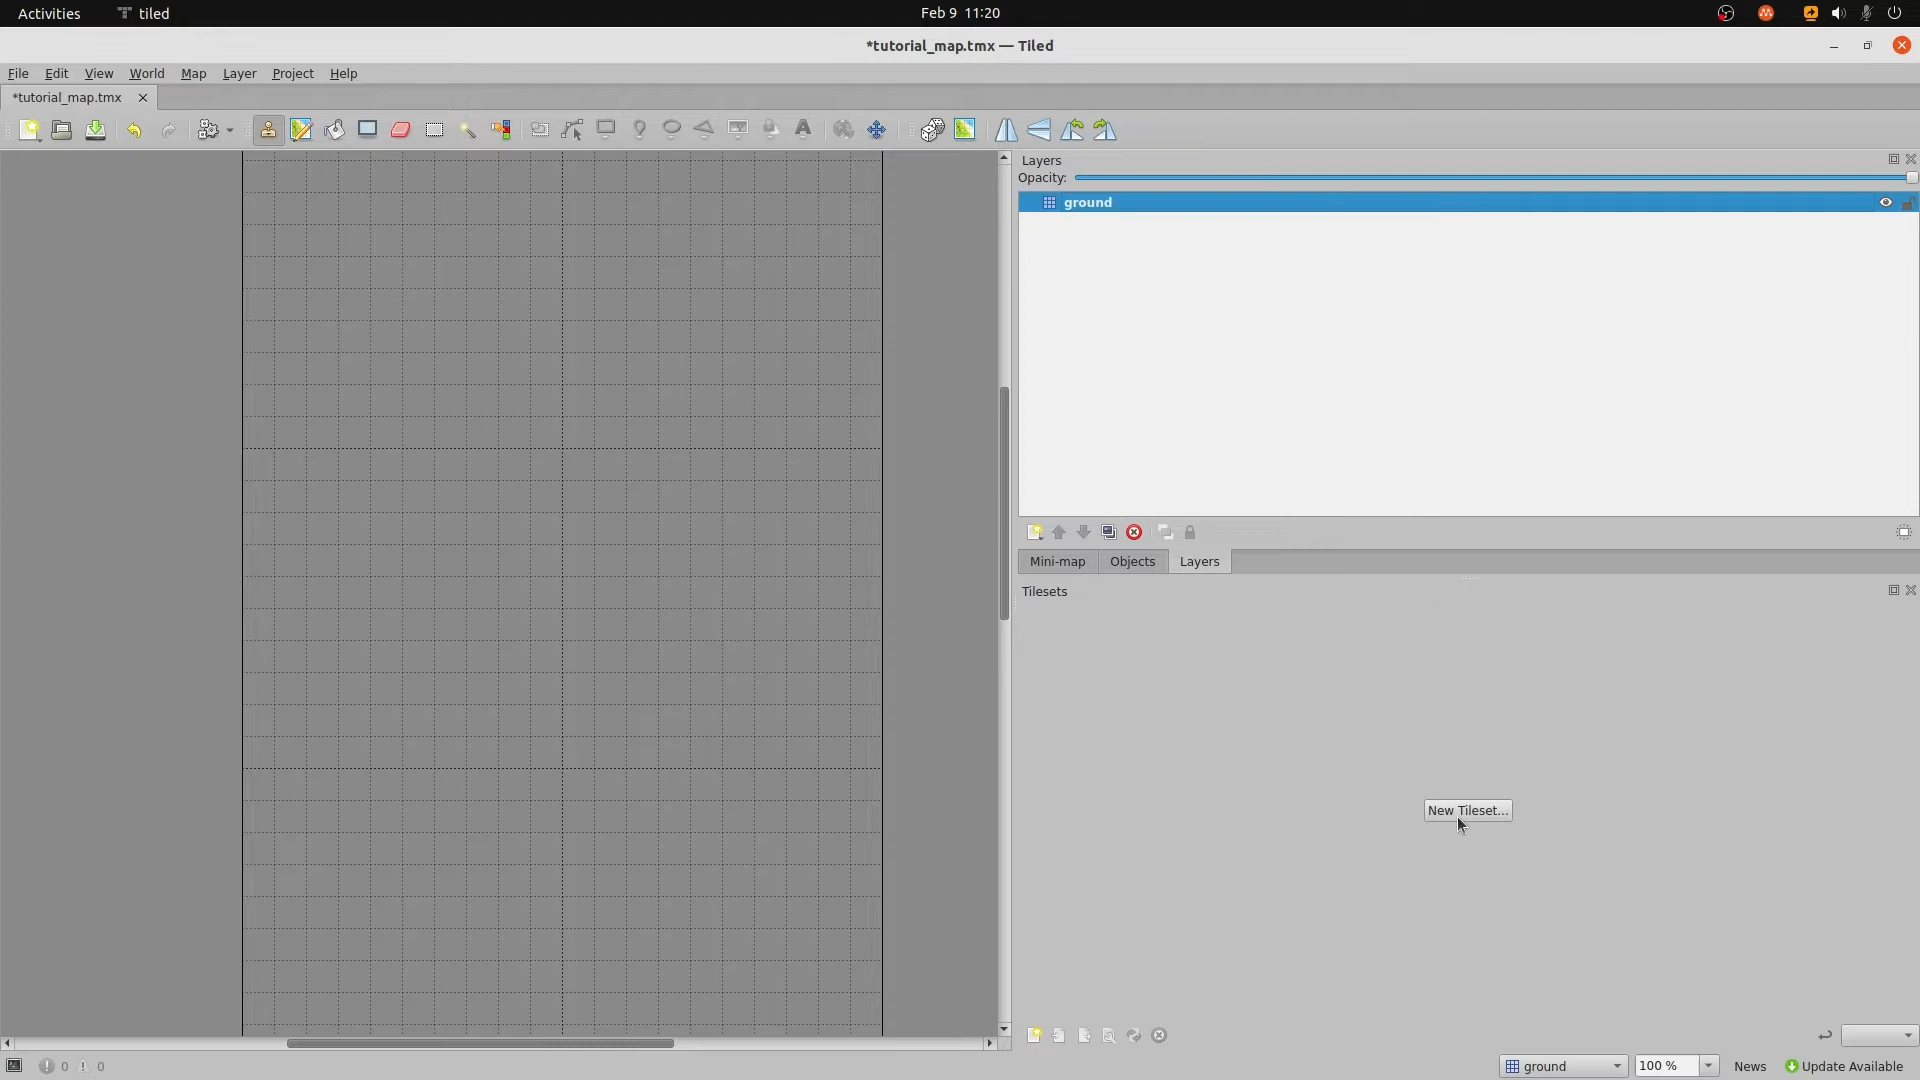 Activities tiled Feb 9 11:20
*tutorial_map.tmx — Tiled
File Edit View World Map Layer Project Help
*tutorial_map.tmx
Layers
Opacity:
ground
Mini-map Objects Layers
Tilesets
New Tileset...
0 0 ground 100 % News Update Available